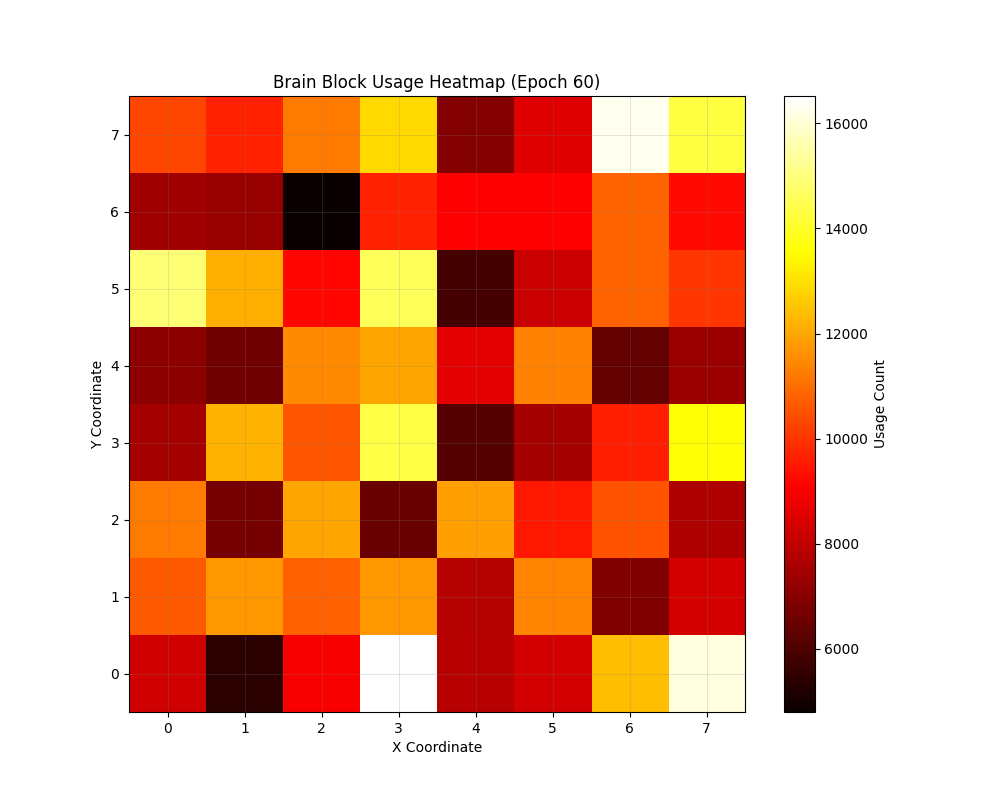 Brain Block Usage Heatmap (Epoch 60)
7
6
5
4
3
2
1
0
Y Coordinate
0 1 2 3 4 5 6 7
X Coordinate
16000
14000
12000
10000
8000
6000
Usage Count